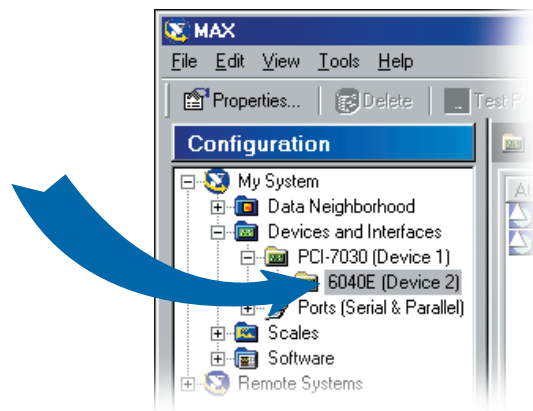 MAX
File Edit View Tools Help
Properties... Delete Test
Configuration
My System
Data Neighborhood
Devices and Interfaces
PCI-7030 (Device 1)
6040E (Device 2)
Ports (Serial & Parallel)
Scales
Software
Remote Systems